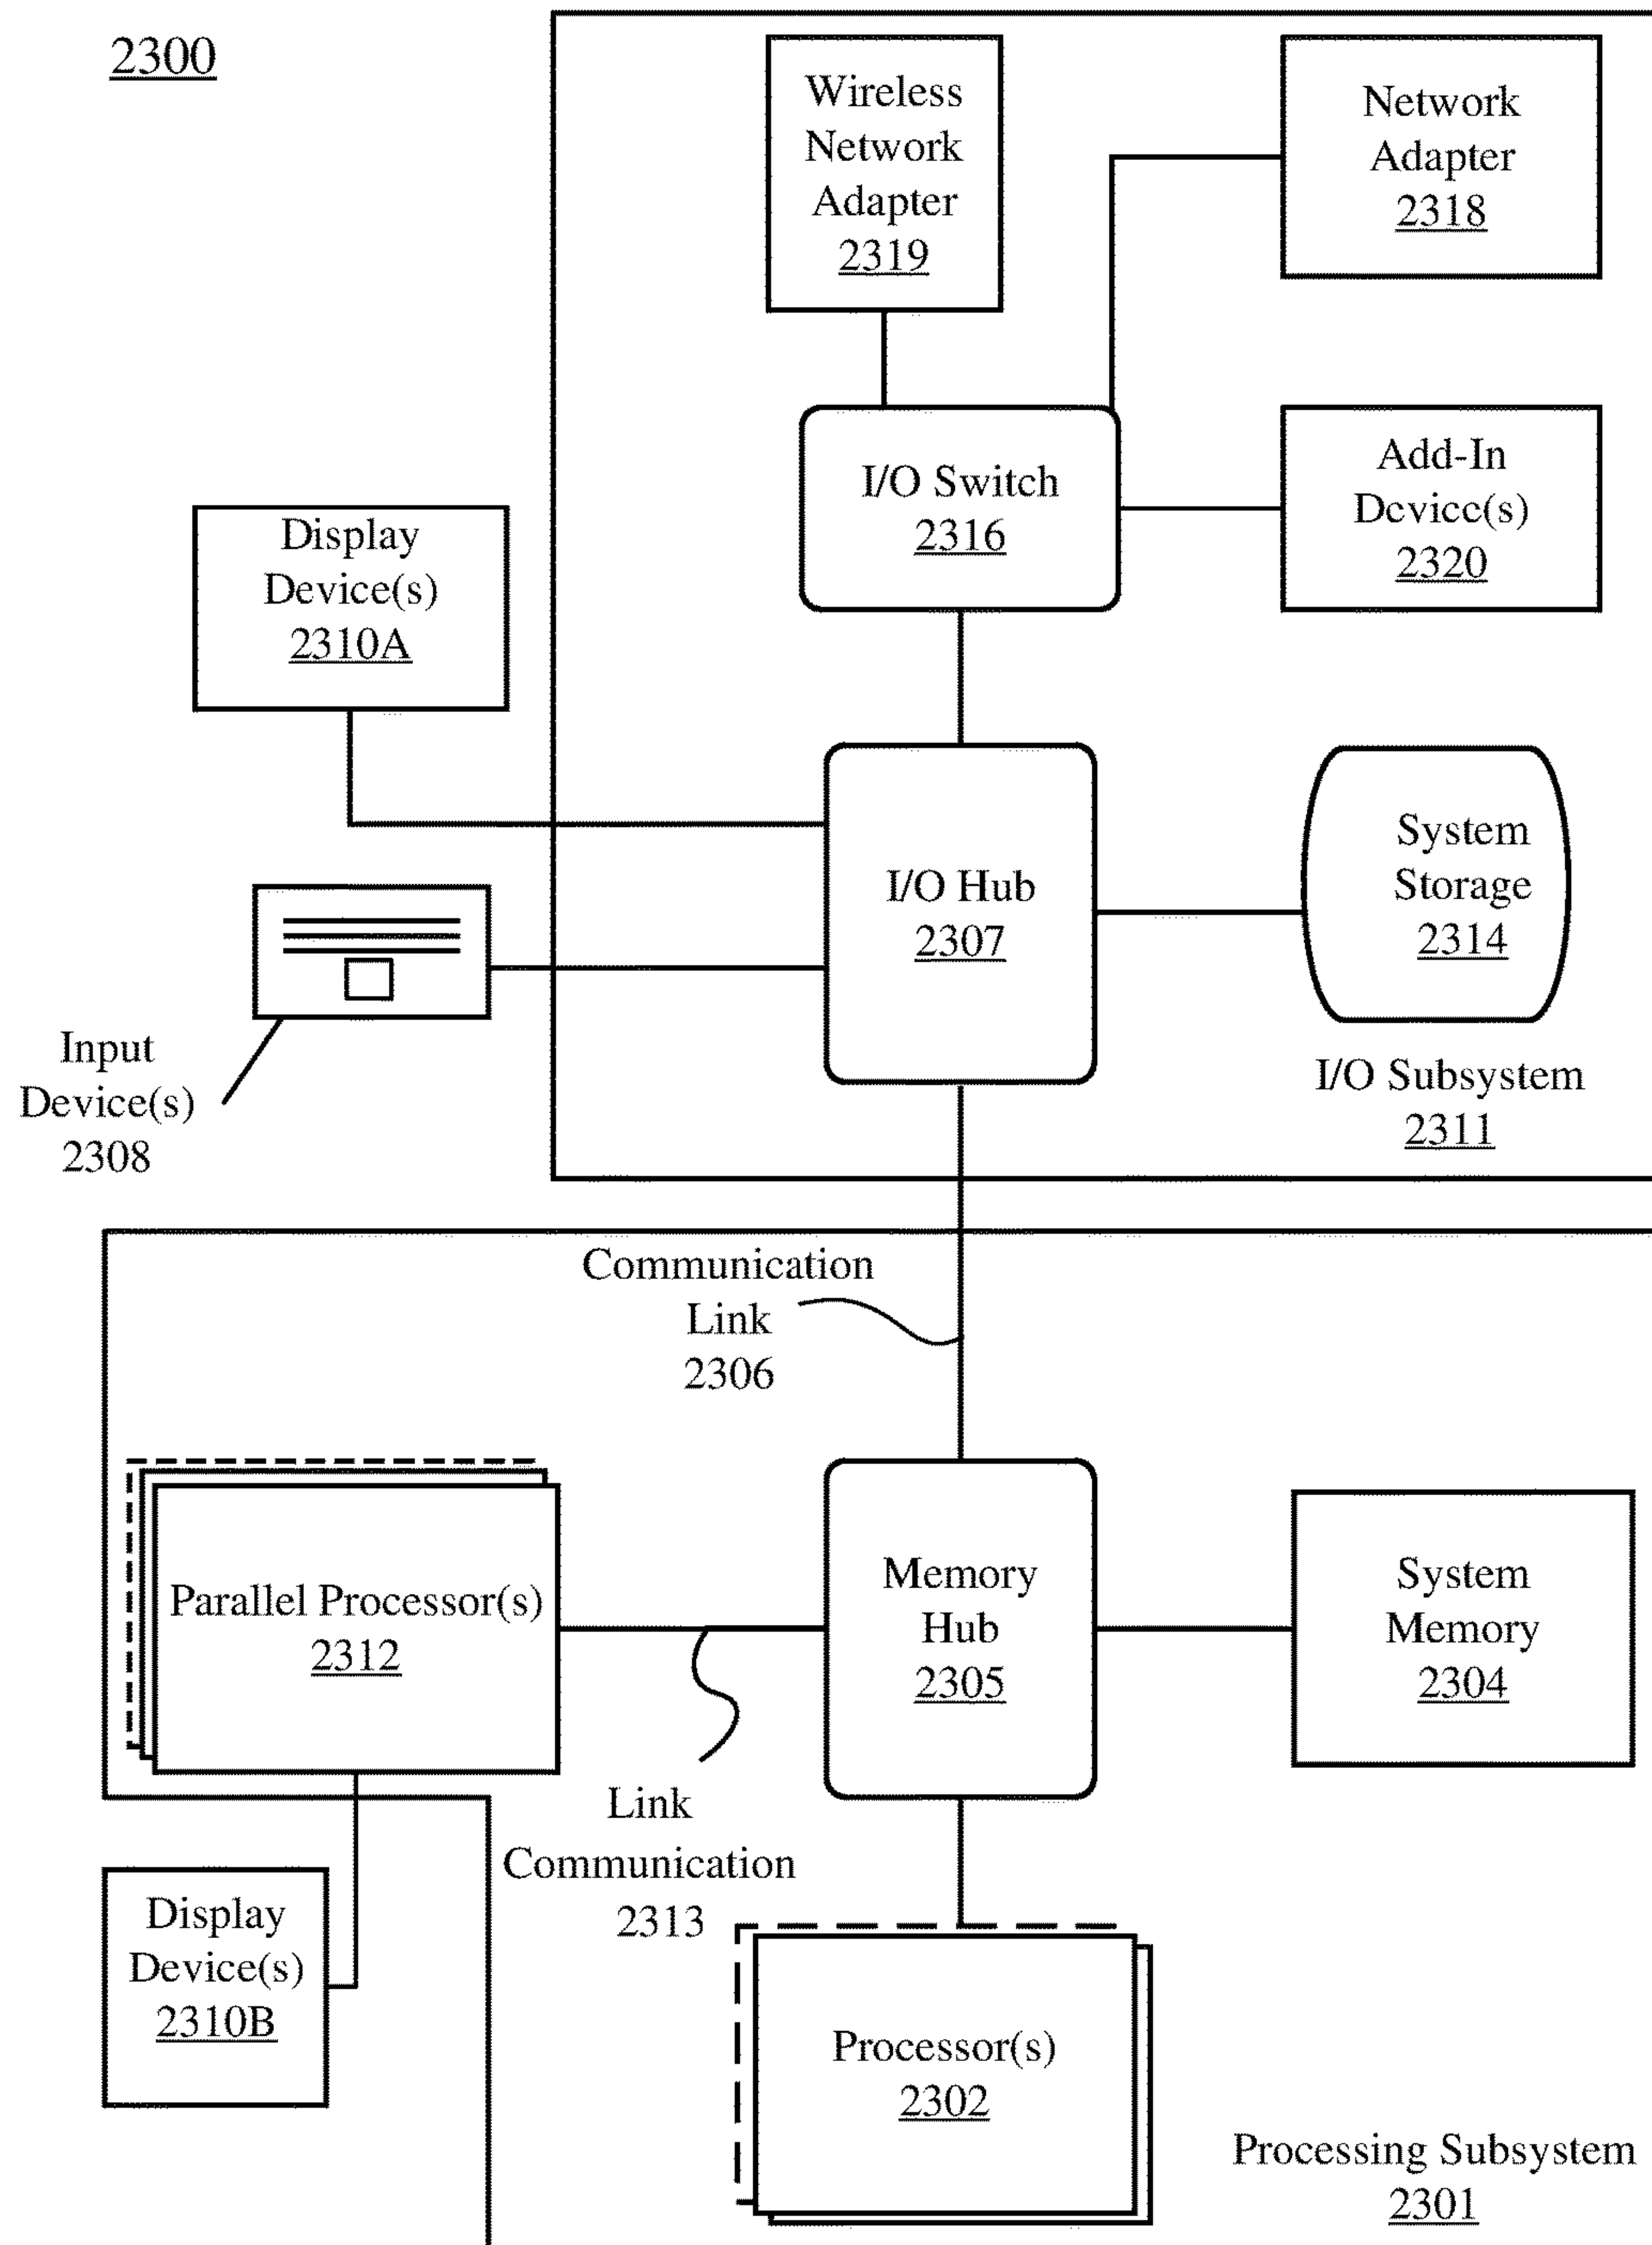 2300
Wireless
Network
Adapter
2319
Network
Adapter
2318
I/O Switch
2316
Add-In
Device(s)
2320
Display
Device(s)
2310A
I/O Hub
2307
System
Storage
2314
Input
Device(s)
2308
I/O Subsystem
2311
Communication
Link
2306
Parallel Processor(s)
2312
Memory
Hub
2305
System
Memory
2304
Link
Communication
2313
Display
Device(s)
2310B
Processor(s)
2302
Processing Subsystem
2301